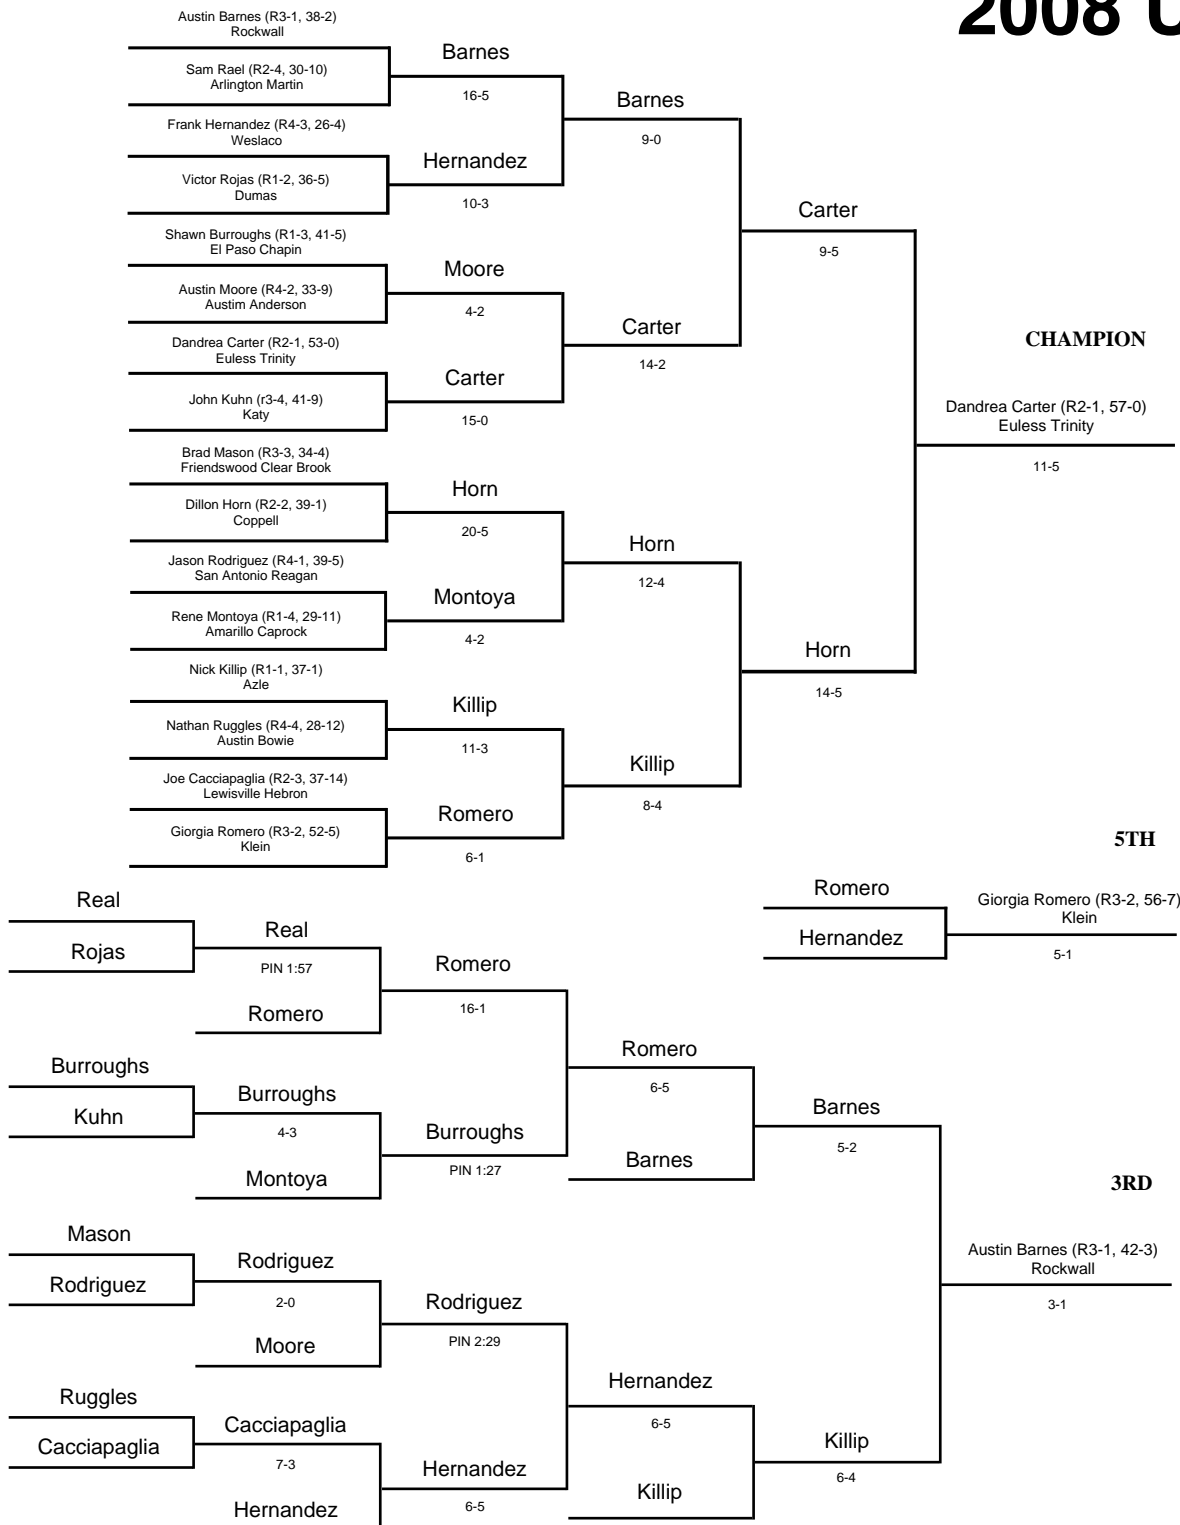 2008 U
Austin Barnes (R3-1, 38-2)
Rockwall
Sam Rael (R2-4, 30-10)
Arlington Martin
Frank Hernandez (R4-3, 26-4)
Weslaco
Victor Rojas (R1-2, 36-5)
Dumas
Shawn Burroughs (R1-3, 41-5)
El Paso Chapin
Austin Moore (R4-2, 33-9)
Austim Anderson
Dandrea Carter (R2-1, 53-0)
Euless Trinity
John Kuhn (r3-4, 41-9)
Katy
Brad Mason (R3-3, 34-4)
Friendswood Clear Brook
Dillon Horn (R2-2, 39-1)
Coppell
Jason Rodriguez (R4-1, 39-5)
San Antonio Reagan
Rene Montoya (R1-4, 29-11)
Amarillo Caprock
Nick Killip (R1-1, 37-1)
Azle
Nathan Ruggles (R4-4, 28-12)
Austin Bowie
Joe Cacciapaglia (R2-3, 37-14)
Lewisville Hebron
Giorgia Romero (R3-2, 52-5)
Klein
Barnes
16-5
Hernandez
10-3
Moore
4-2
Carter
15-0
Horn
20-5
Montoya
4-2
Killip
11-3
Romero
6-1
Barnes
9-0
Carter
14-2
Horn
12-4
Killip
8-4
Carter
9-5
Horn
14-5
CHAMPION
Dandrea Carter (R2-1, 57-0)
Euless Trinity
11-5
5TH
Romero
Hernandez
Giorgia Romero (R3-2, 56-7)
Klein
5-1
Real
Rojas
Burroughs
Kuhn
Mason
Rodriguez
Ruggles
Cacciapaglia
Real
PIN 1:57
Romero
Burroughs
4-3
Montoya
Rodriguez
2-0
Moore
Cacciapaglia
7-3
Hernandez
Romero
16-1
Burroughs
PIN 1:27
Rodriguez
PIN 2:29
Hernandez
6-5
Romero
6-5
Barnes
Hernandez
6-5
Killip
Barnes
5-2
Killip
6-4
3RD
Austin Barnes (R3-1, 42-3)
Rockwall
3-1